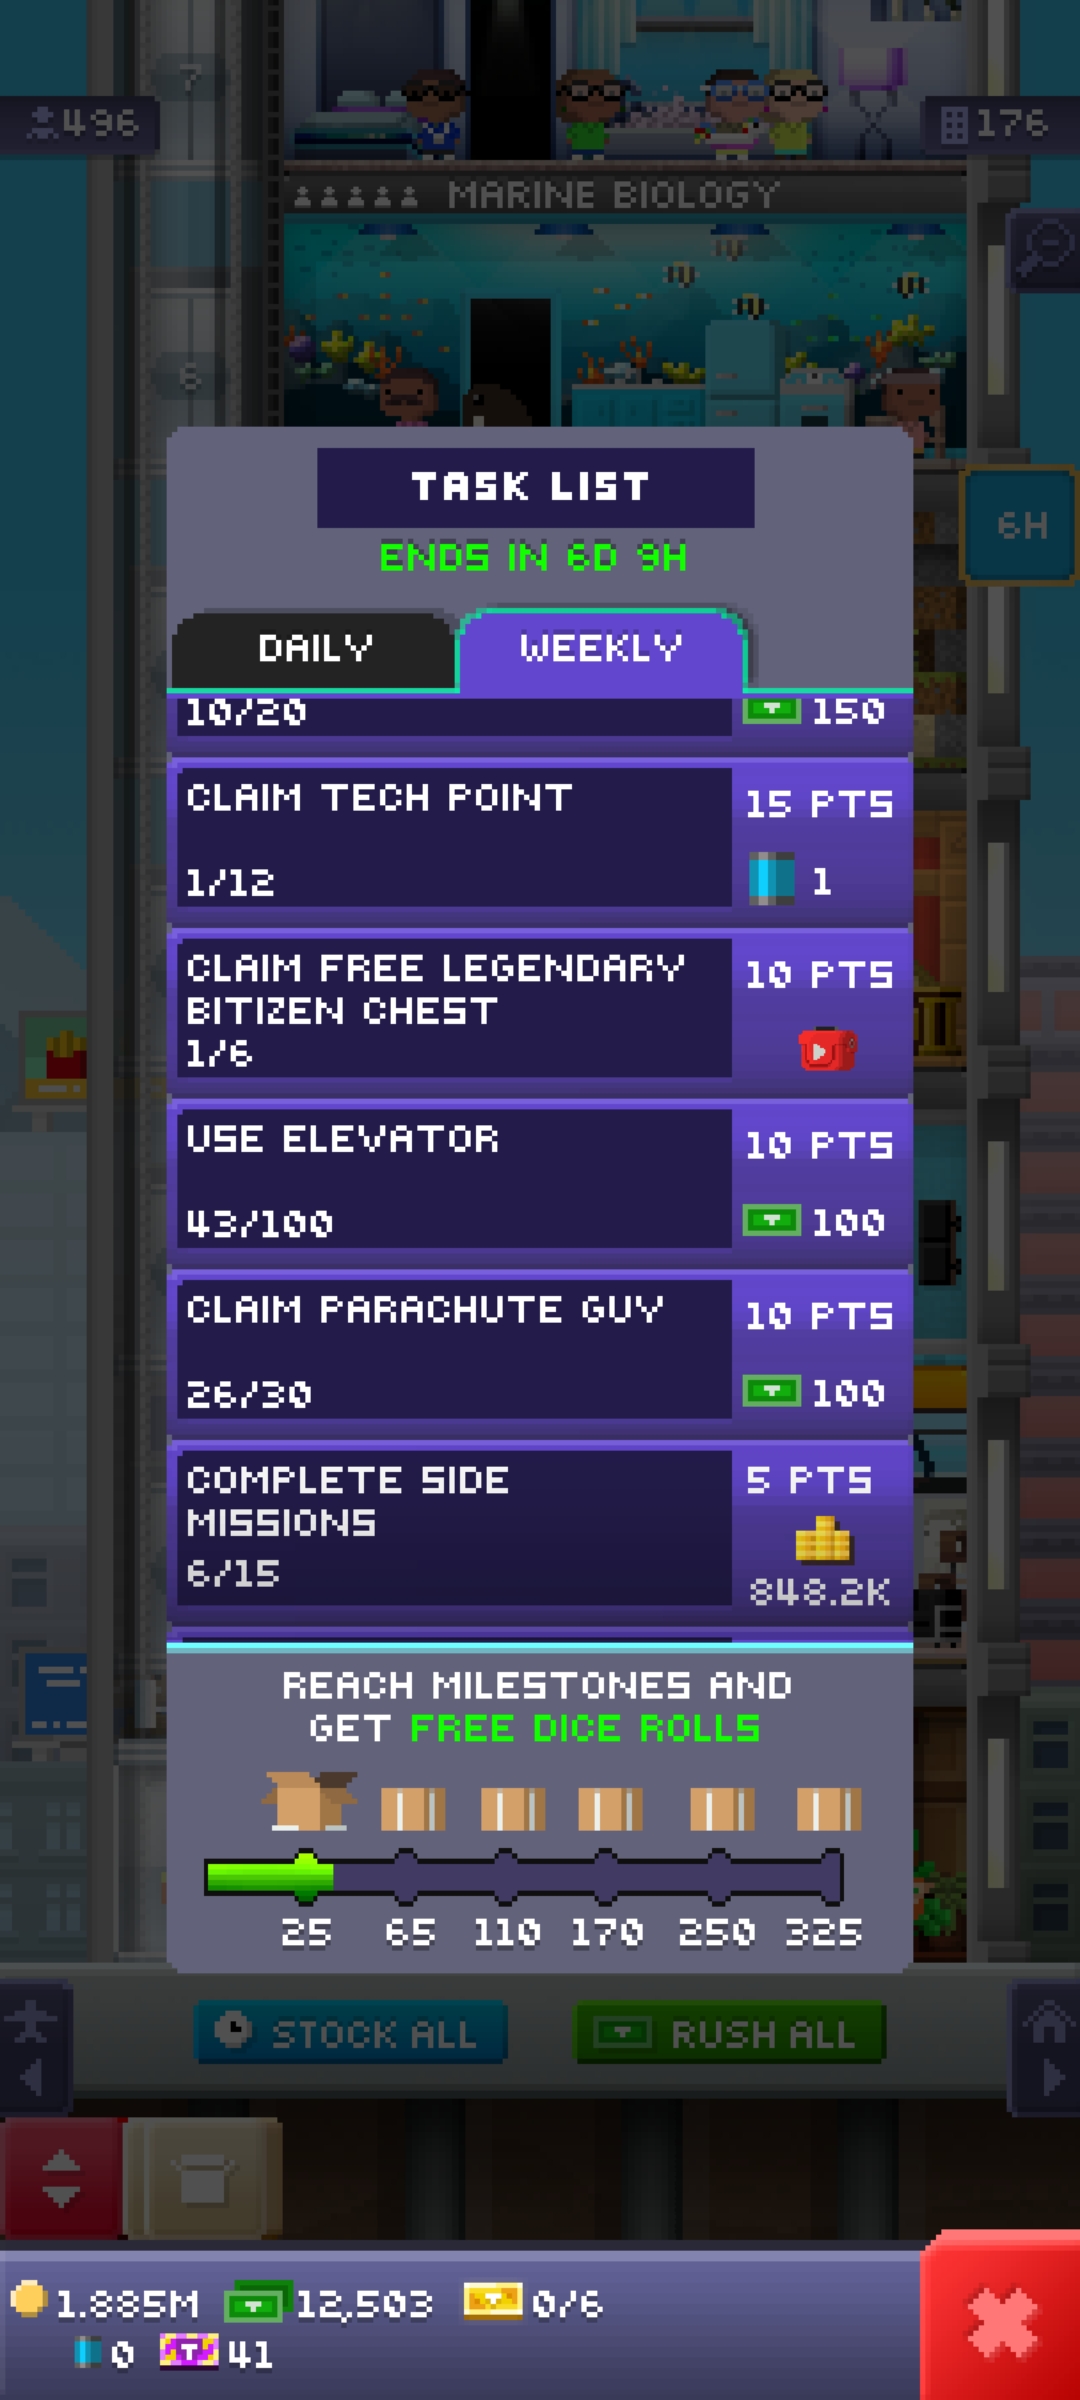 7
496
176
MARINE BIOLOGY
6
TASK LIST
6H
ENDS IN 6D 9H
DAILY
WEEKLY
10/20
150
CLAIM TECH POINT
15 PTS
1/12
1
CLAIM FREE LEGENDARY
10 PTS
BITIZEN CHEST
1/6
USE ELEVATOR
10 PTS
43/100
100
CLAIM PARACHUTE GUY
10 PTS
26/30
100
COMPLETE SIDE
5 PTS
MISSIONS
6/15
848.2K
REACH MILESTONES AND
GET FREE DICE ROLLS
25 65 110 170 250 325
STOCK ALL
RUSH ALL
1.885M 12,503 0/6
0 41